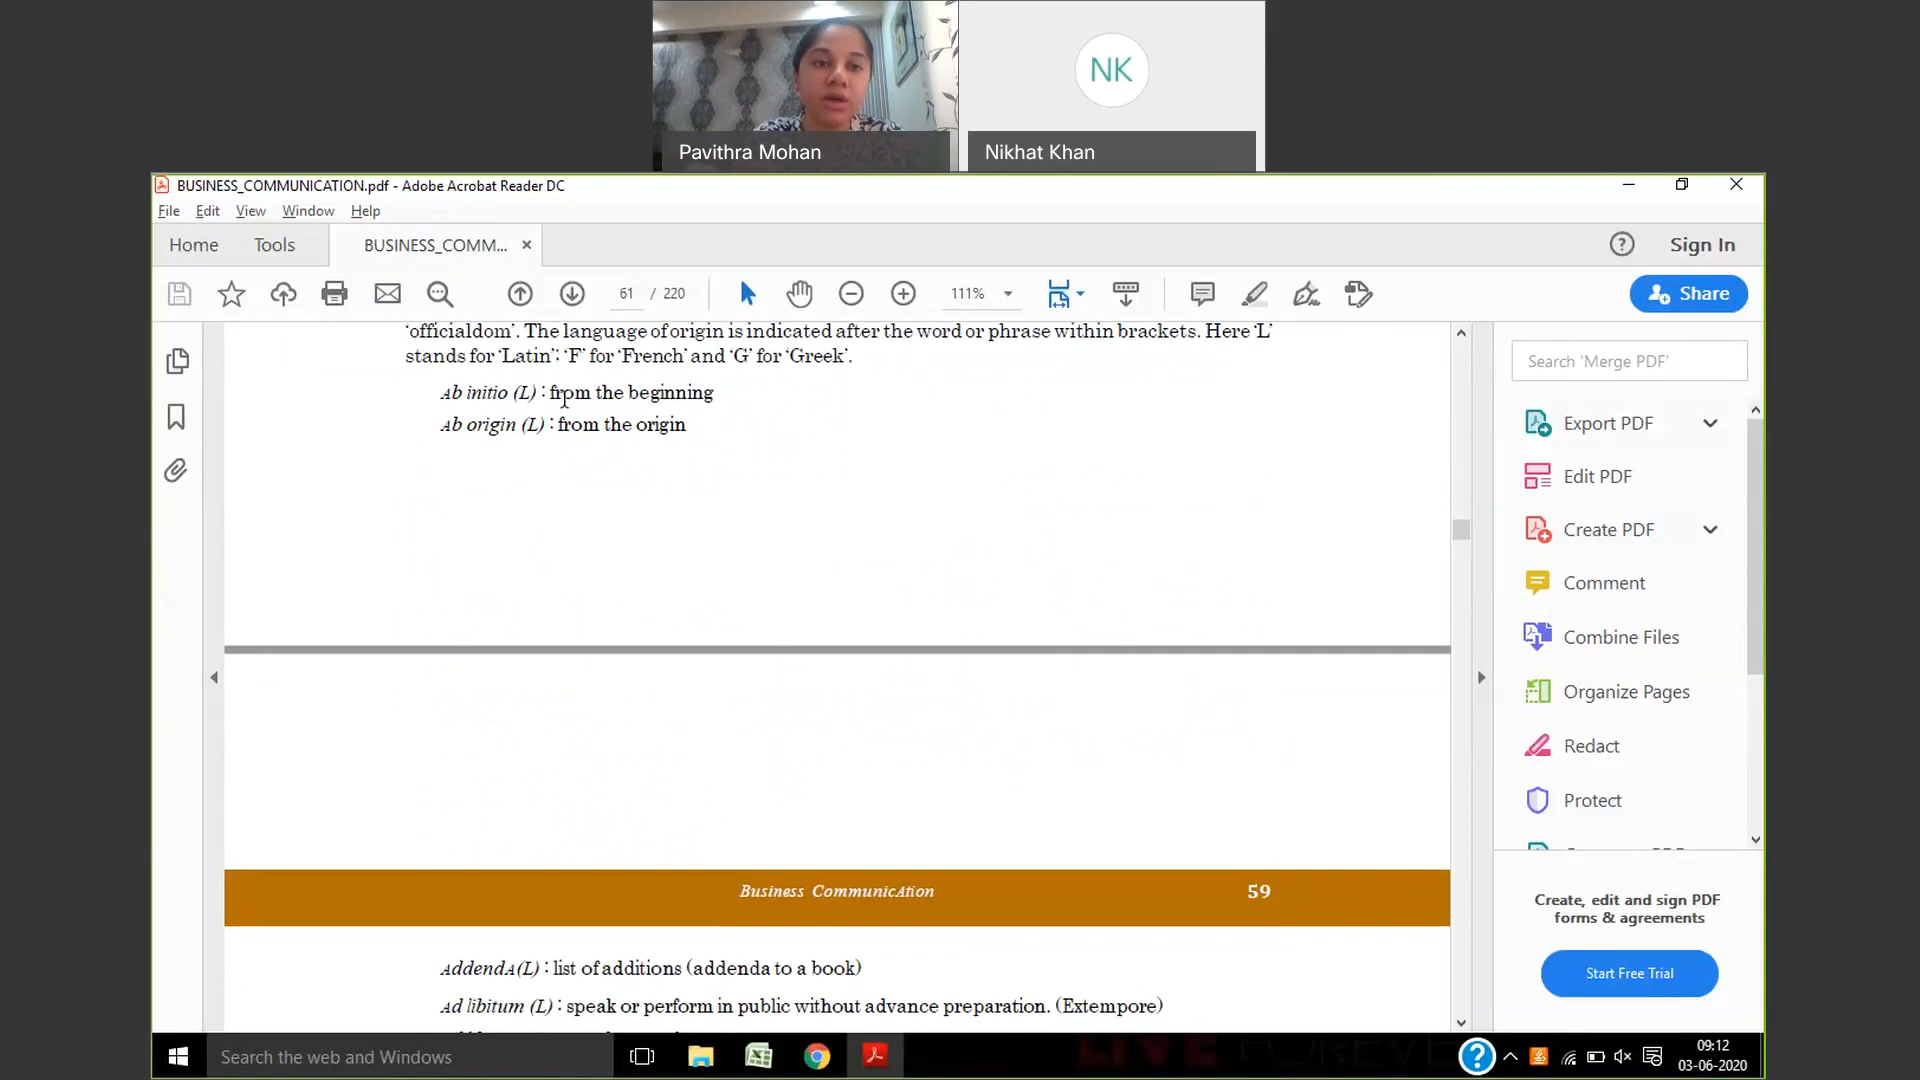 NK
Pavithra Mohan
Nikhat Khan
BUSINESS_COMMUNICATION.pdf - Adobe Acrobat Reader DC
File Edit View Window Help
Home Tools BUSINESS_COMM... × Sign In
61 / 220 111% Share
‘officialdom’. The language of origin is indicated after the word or phrase within brackets. Here ‘L’
stands for ‘Latin’: ‘F’ for ‘French’ and ‘G’ for ‘Greek’.
Ab initio (L) : from the beginning
Ab origin (L) : from the origin
Business CommunicAtion 59
AddendA(L) : list of additions (addenda to a book)
Ad libitum (L) : speak or perform in public without advance preparation. (Extempore)
Search 'Merge PDF'
Export PDF
Edit PDF
Create PDF
Comment
Combine Files
Organize Pages
Redact
Protect
Create, edit and sign PDF
forms & agreements
Start Free Trial
Search the web and Windows
LIVE FOREVE
09:12
03-06-2020